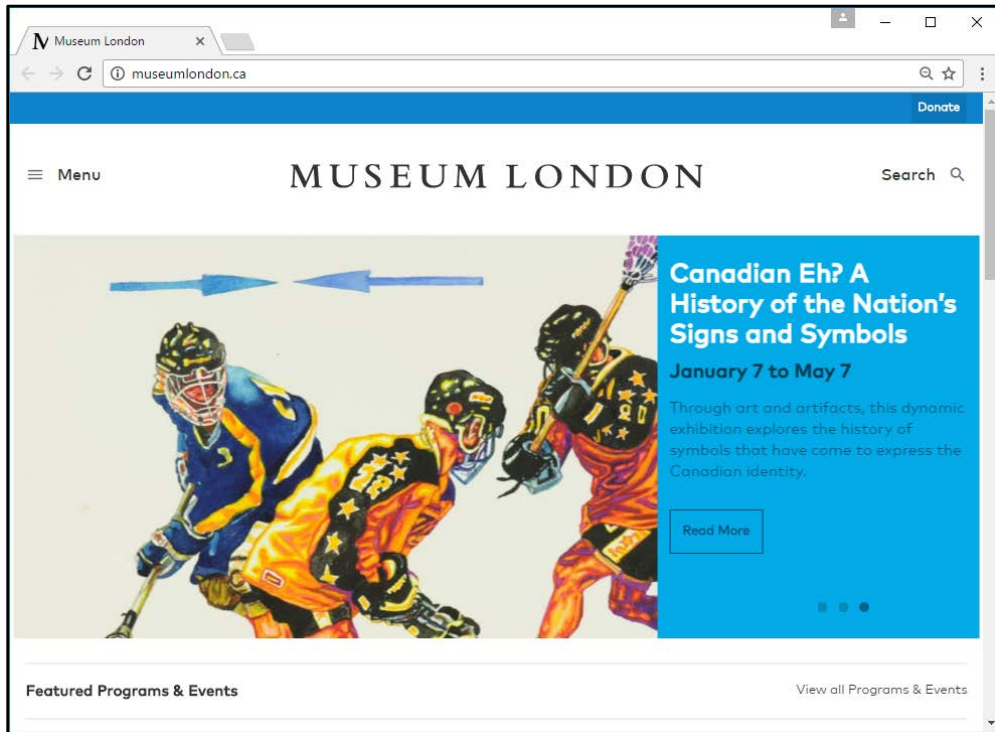 Museum London
museumlondon.ca
Donate
Menu
MUSEUM LONDON
Search
Canadian Eh? A
History of the Nation's
Signs and Symbols
January 7 to May 7
Through art and artifacts, this dynamic
exhibition explores the history of
symbols that have come to express the
Canadian identity.
Read More
Featured Programs & Events
View all Programs & Events